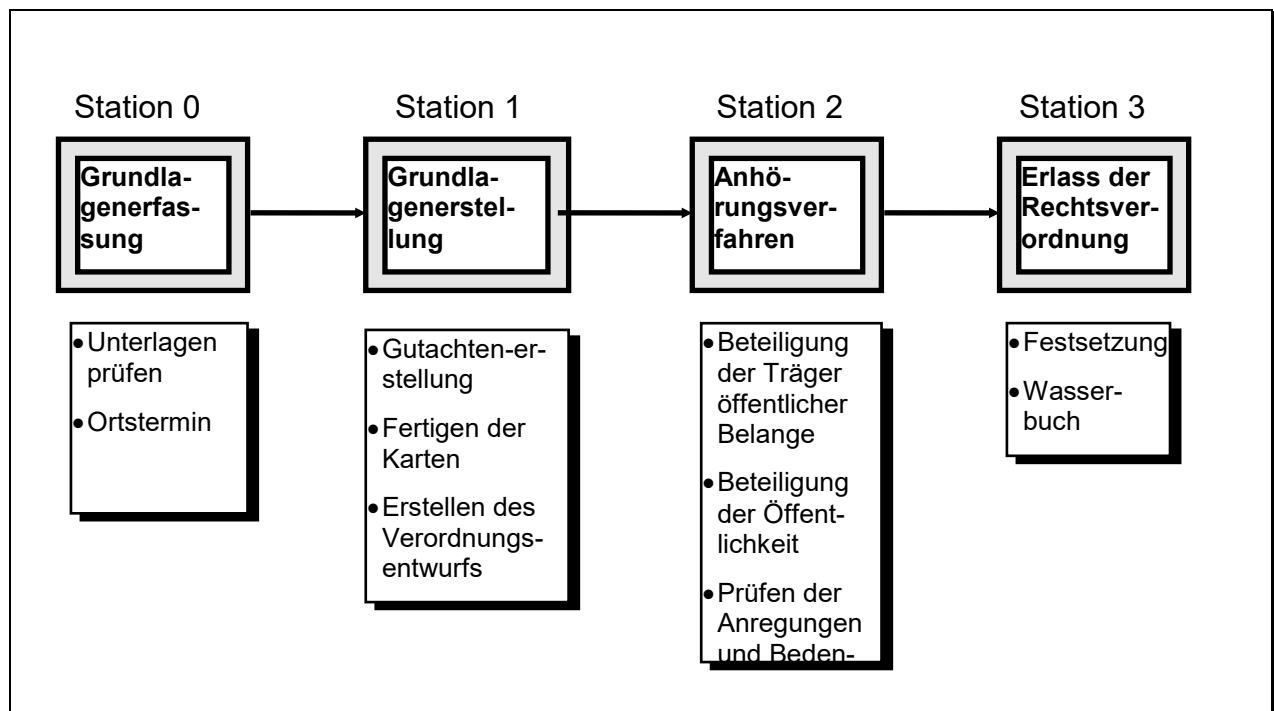 Station 0
Grundla-
generfas-
sung
•Unterlagen
prüfen
•Ortstermin
Station 1
Grundla-
generstel-
lung
•Gutachten-er-
stellung
•Fertigen der
Karten
•Erstellen des
Verordnungs-
entwurfs
Station 2
Anhö-
rungsver-
fahren
•Beteiligung
der Träger
öffentlicher
Belange
•Beteiligung
der Öffent-
lichkeit
•Prüfen der
Anregungen
und Beden-
Station 3
Erlass der
Rechtsver-
ordnung
•Festsetzung
•Wasser-
buch